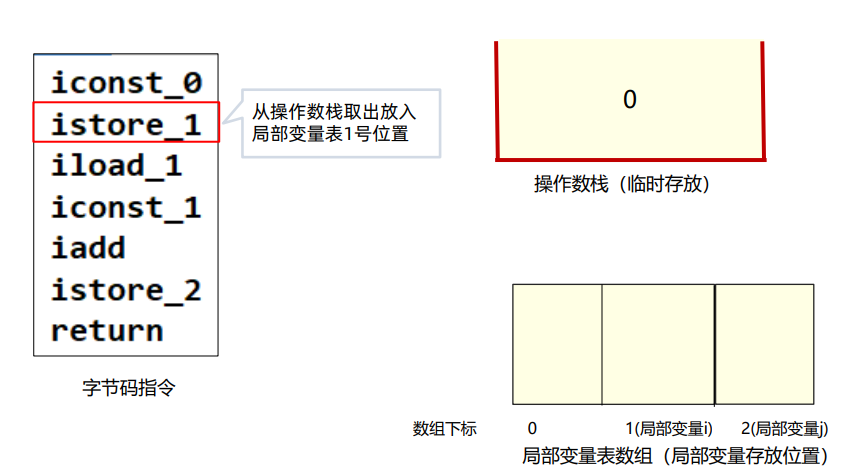 iconst_0
istore_1
iload_1
iconst_1
iadd
istore_2
return
字节码指令
从操作数栈取出放入
局部变量表1号位置
0
操作数栈（临时存放）
数组下标 0 1(局部变量i) 2(局部变量j)
局部变量表数组（局部变量存放位置）